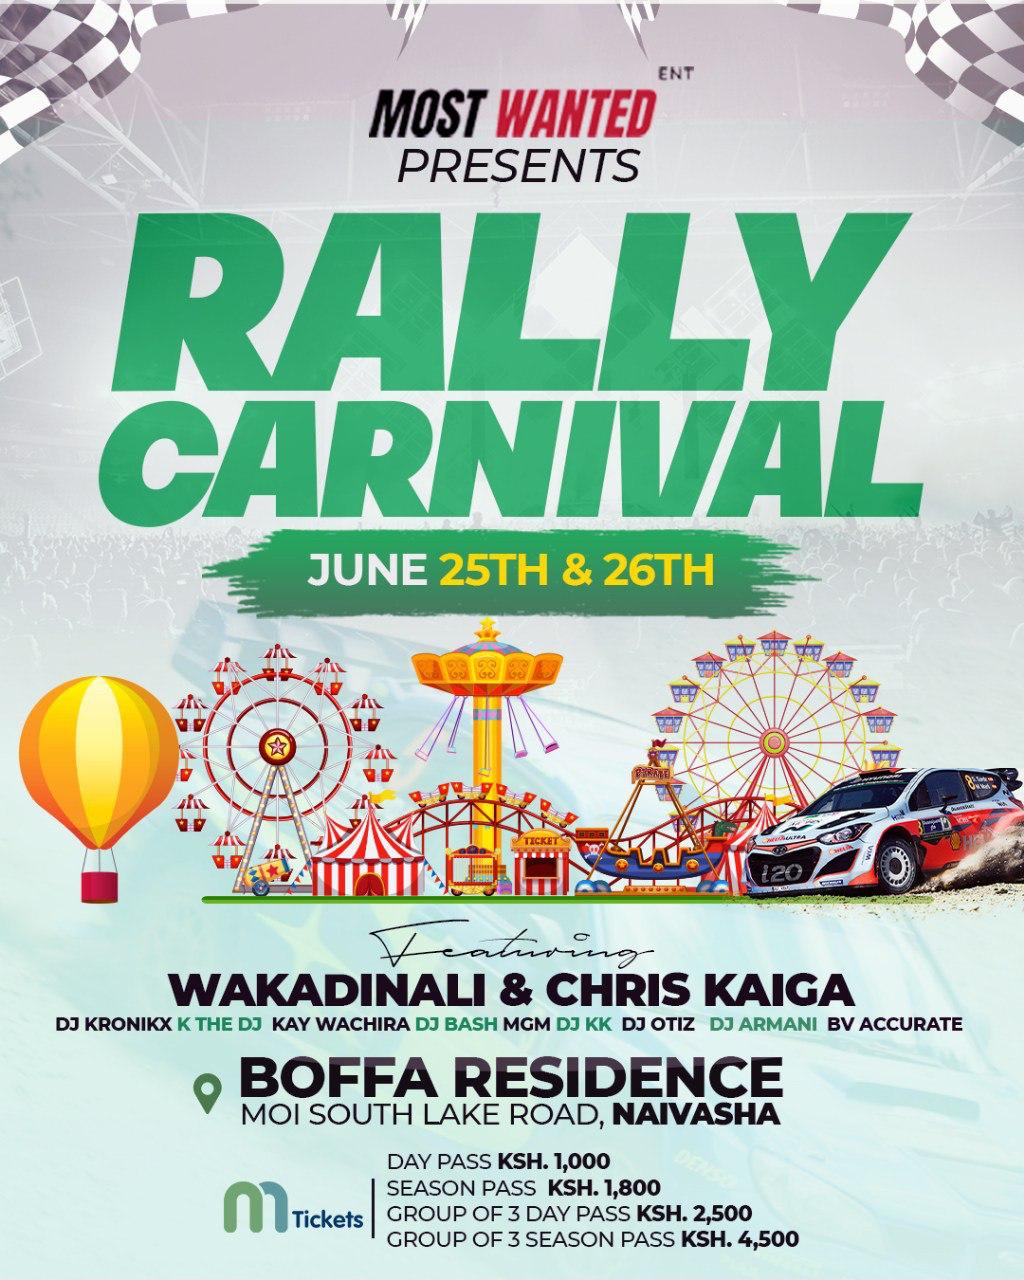 ENT
MOST WANTED
PRESENTS
RALLY
CARNIVAL
JUNE 25TH & 26TH
PIRATE
TICKET
i20
Featuring
WAKADINALI & CHRIS KAIGA
DJ KRONIKX K THE DJ KAY WACHIRA DJ BASH MGM DJ KK DJ OTIZ DJ ARMANI BV ACCURATE
BOFFA RESIDENCE
MOI SOUTH LAKE ROAD, NAIVASHA
DAY PASS KSH. 1,000
SEASON PASS KSH. 1,800
GROUP OF 3 DAY PASS KSH. 2,500
GROUP OF 3 SEASON PASS KSH. 4,500
m Tickets